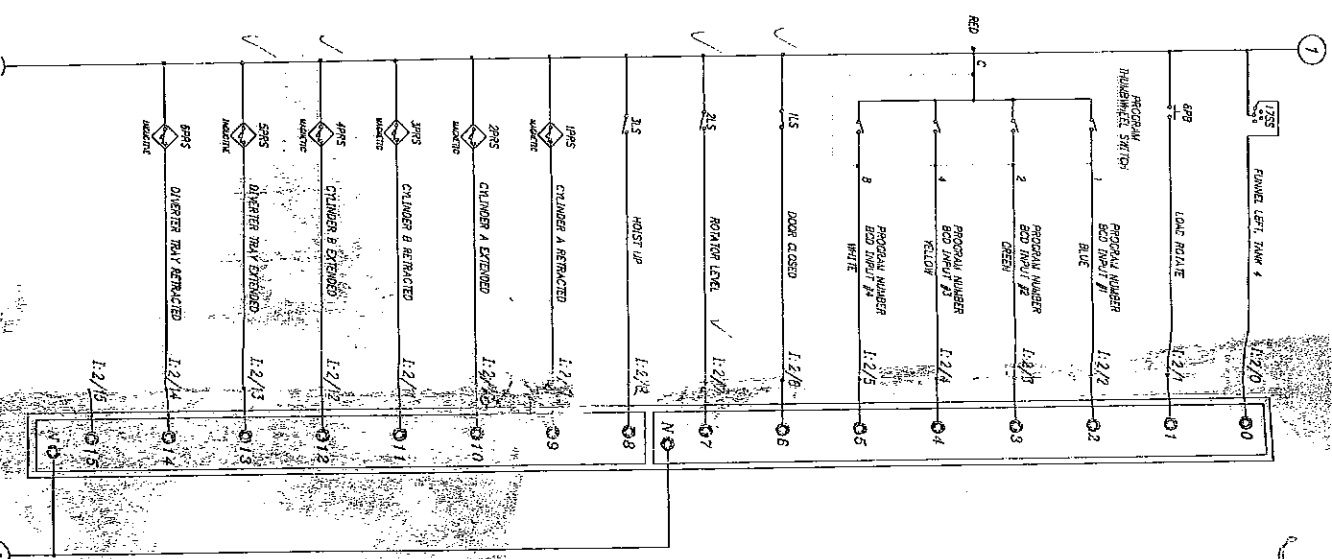 1
17SS
FUNNEL LEFT, TANK 4
I:2/0
0
6PB
LOAD ROTATE
I:2/1
1
RED
C
PROGRAM
THUMBWHEEL SWITCH
1
PROGRAM NUMBER
BCD INPUT #1
BLUE
I:2/2
2
2
PROGRAM NUMBER
BCD INPUT #2
GREEN
I:2/3
3
4
PROGRAM NUMBER
BCD INPUT #3
YELLOW
I:2/4
4
8
PROGRAM NUMBER
BCD INPUT #4
WHITE
I:2/5
5
1LS
DOOR CLOSED
I:2/6
6
2LS
ROTATOR LEVEL
I:2/7
7
N
3LS
HOIST UP
I:2/8
8
1PRS
MAGNETIC
CYLINDER A RETRACTED
I:2/9
9
2PRS
MAGNETIC
CYLINDER A EXTENDED
I:2/10
10
3PRS
MAGNETIC
CYLINDER B RETRACTED
I:2/11
11
4PRS
MAGNETIC
CYLINDER B EXTENDED
I:2/12
12
5PRS
INDUCTIVE
DIVERTER TRAY EXTENDED
I:2/13
13
6PRS
INDUCTIVE
DIVERTER TRAY RETRACTED
I:2/14
14
I:2/15
15
N